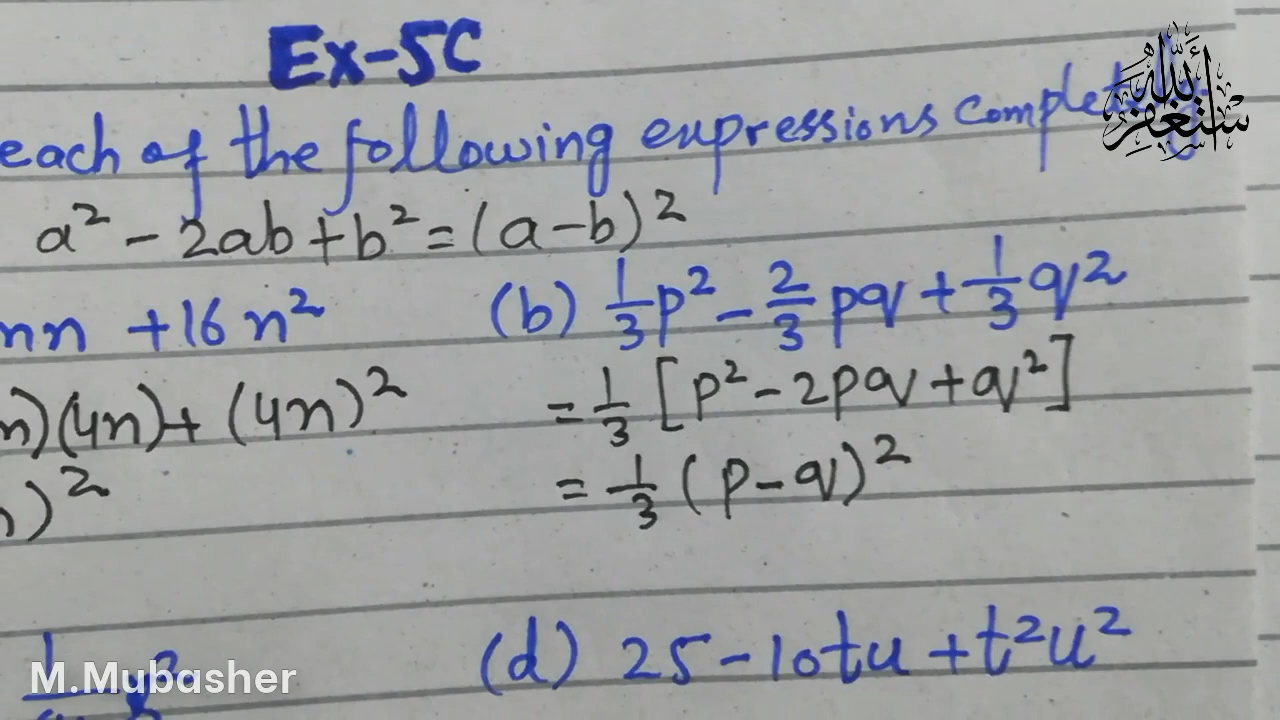 Ex-5C
each of the following expressions
a² - 2ab + b² = (a-b)²
mn + 16n²
(b) 1/3 p² - 2/3 pq + 1/3 q²
)(4n) + (4n)²
= 1/3 [p² - 2pq + q²]
)²
= 1/3 (p-q)²
(d) 25 - 10tu + t²u²
M.Mubasher
أستغفر الله